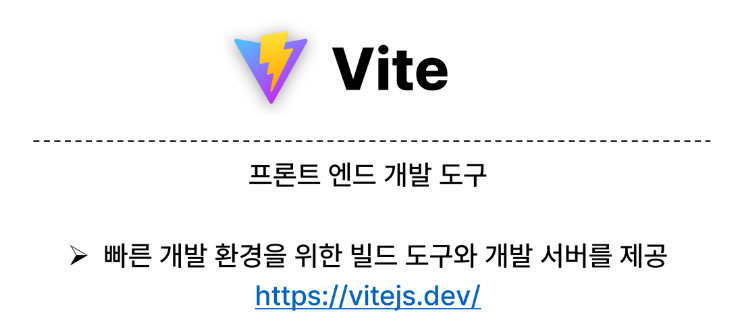 Vite
프론트 엔드 개발 도구
➢ 빠른 개발 환경을 위한 빌드 도구와 개발 서버를 제공
https://vitejs.dev/